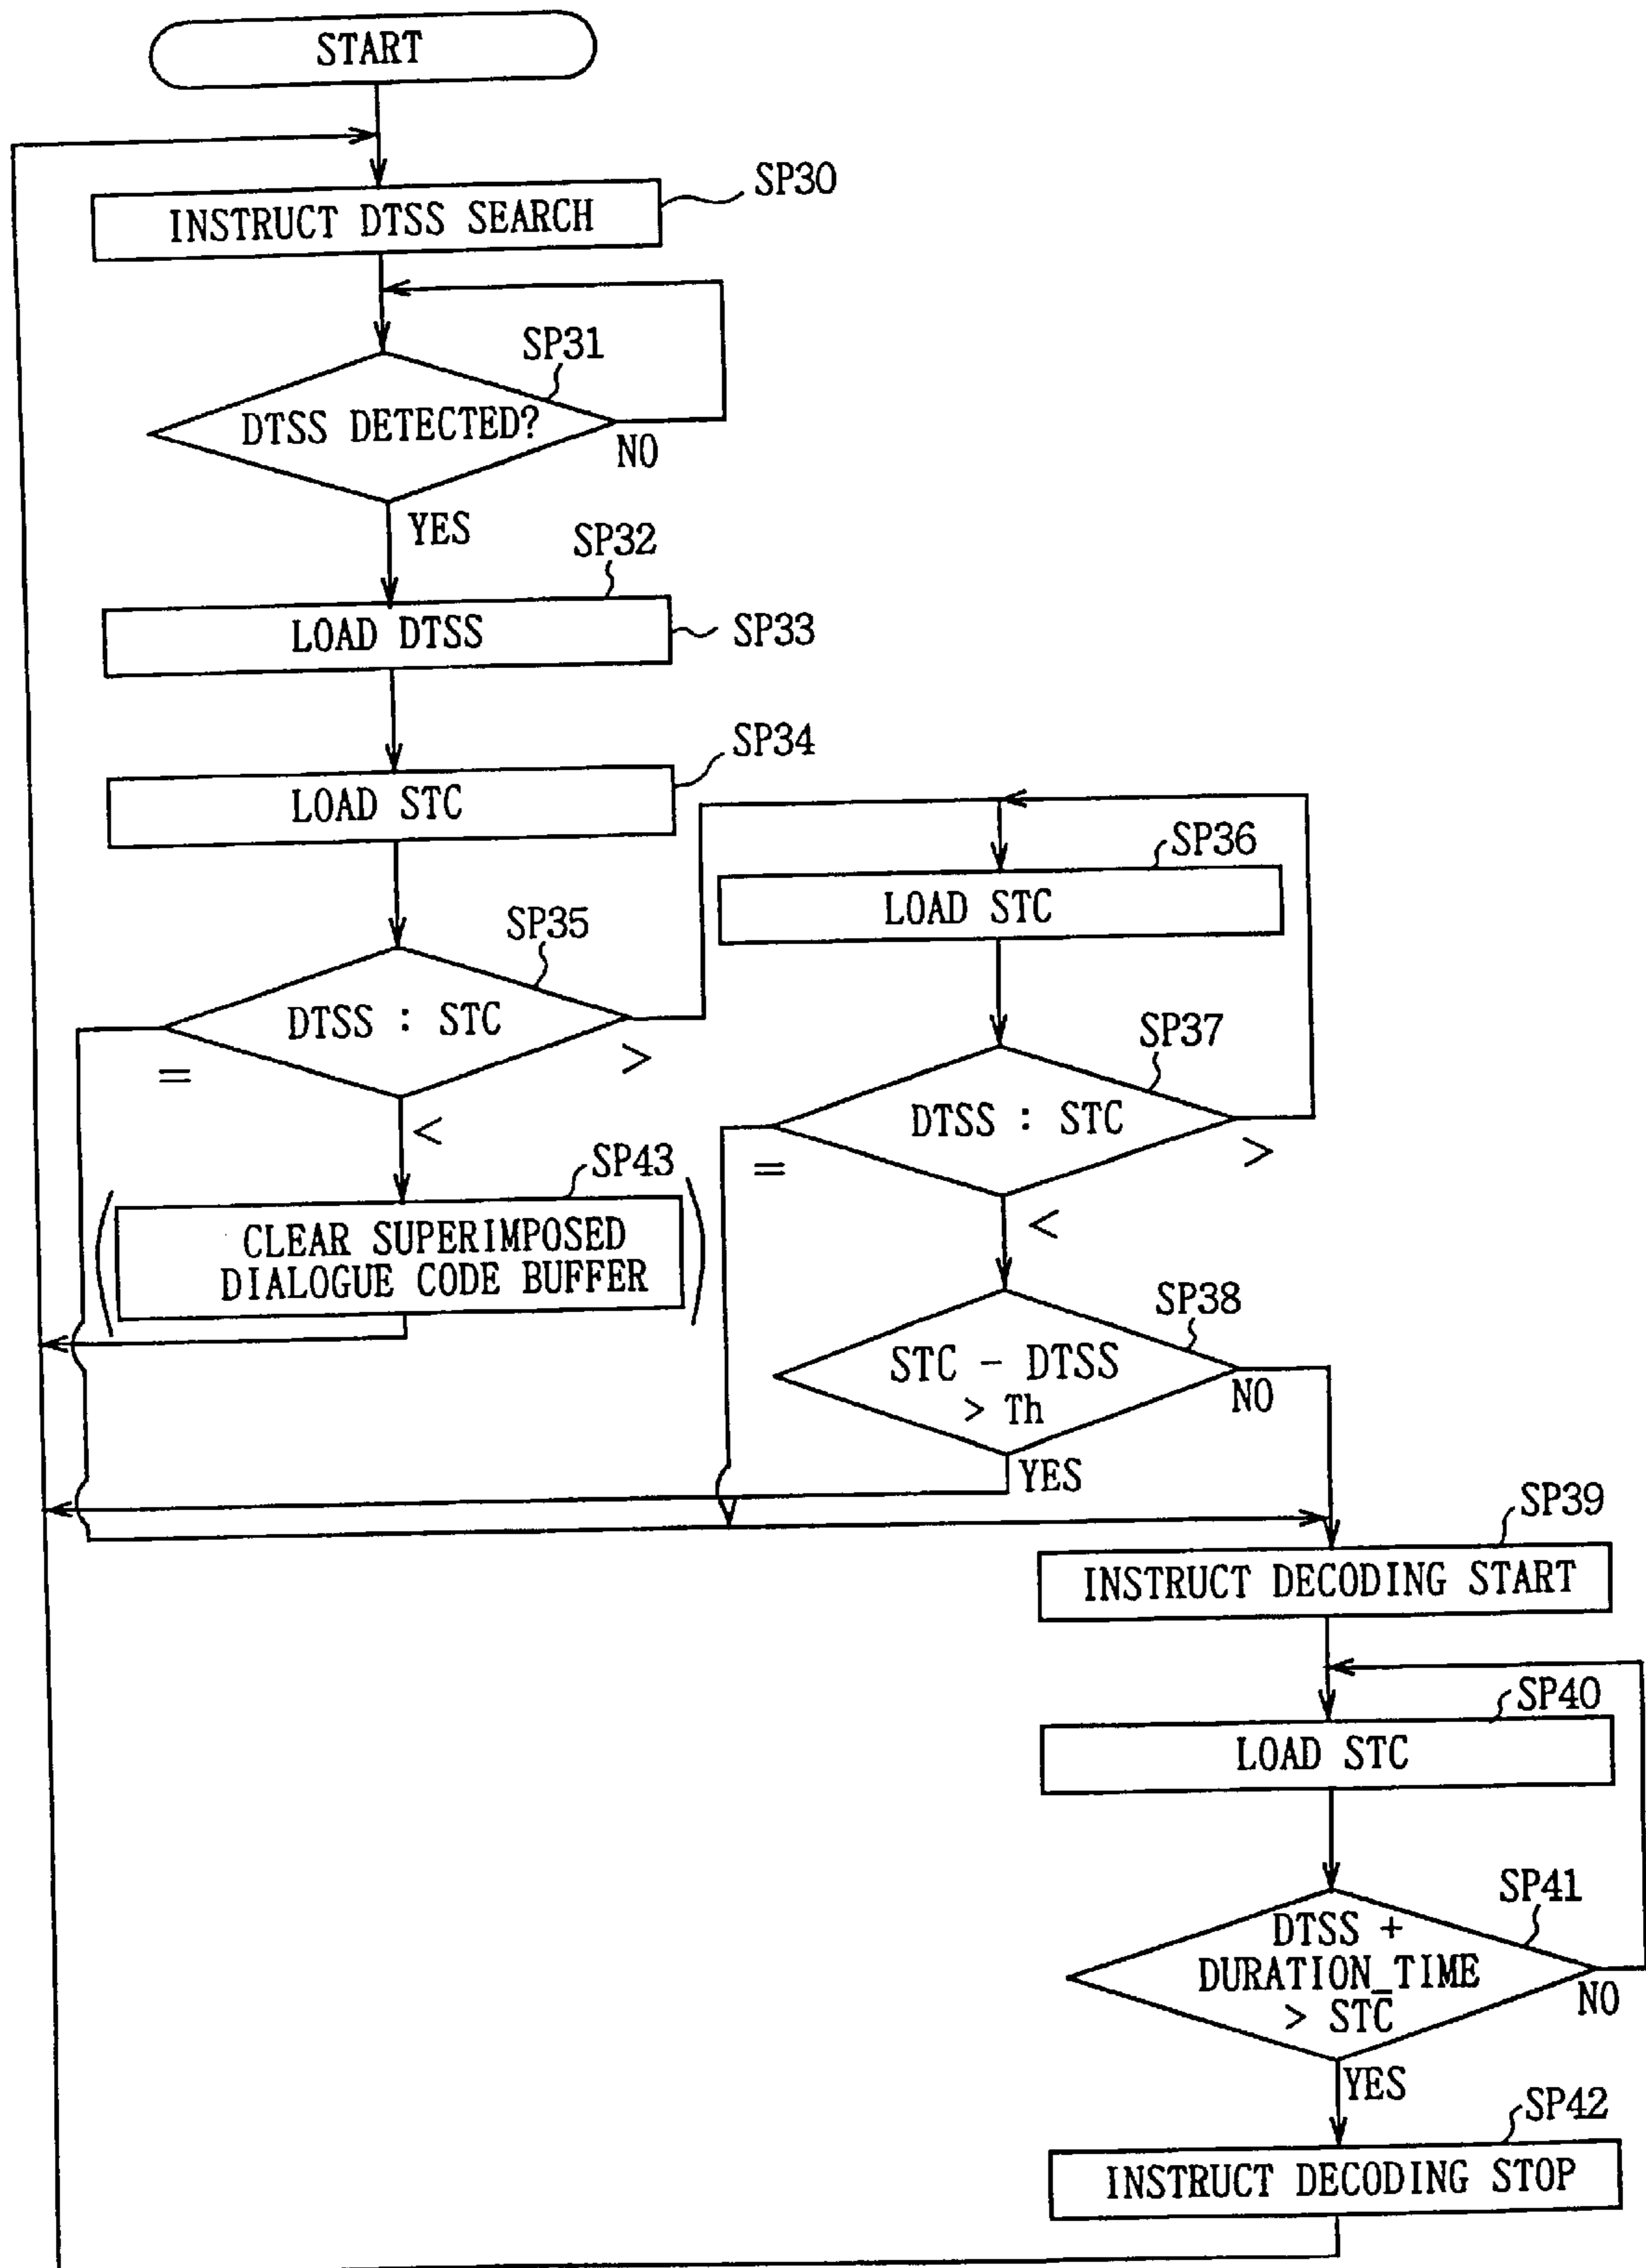 START
SP30
INSTRUCT DTSS SEARCH
SP31
DTSS DETECTED?
NO
YES
SP32
LOAD DTSS
SP33
SP34
LOAD STC
SP36
LOAD STC
SP35
DTSS : STC
=
>
<
SP37
DTSS : STC
=
>
<
SP43
CLEAR SUPERIMPOSED
DIALOGUE CODE BUFFER
SP38
STC - DTSS
> Th
NO
YES
SP39
INSTRUCT DECODING START
SP40
LOAD STC
SP41
DTSS +
DURATION_TIME
> STC
NO
YES
SP42
INSTRUCT DECODING STOP